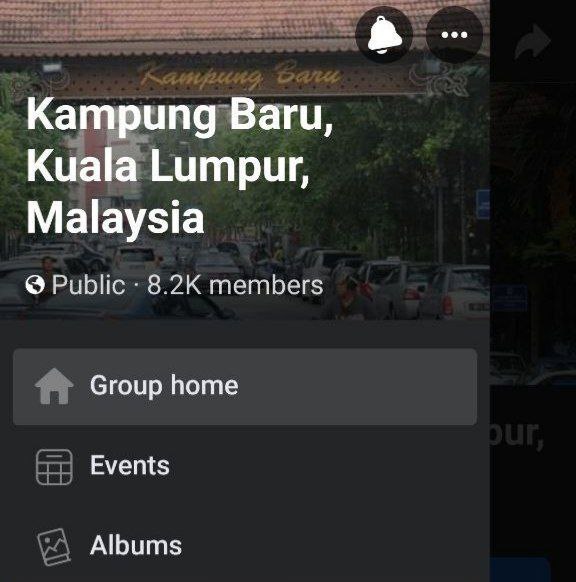 Kampung Baru
Kampung Baru,
Kuala Lumpur,
Malaysia
Public · 8.2K members
pur,
Group home
Events
Albums